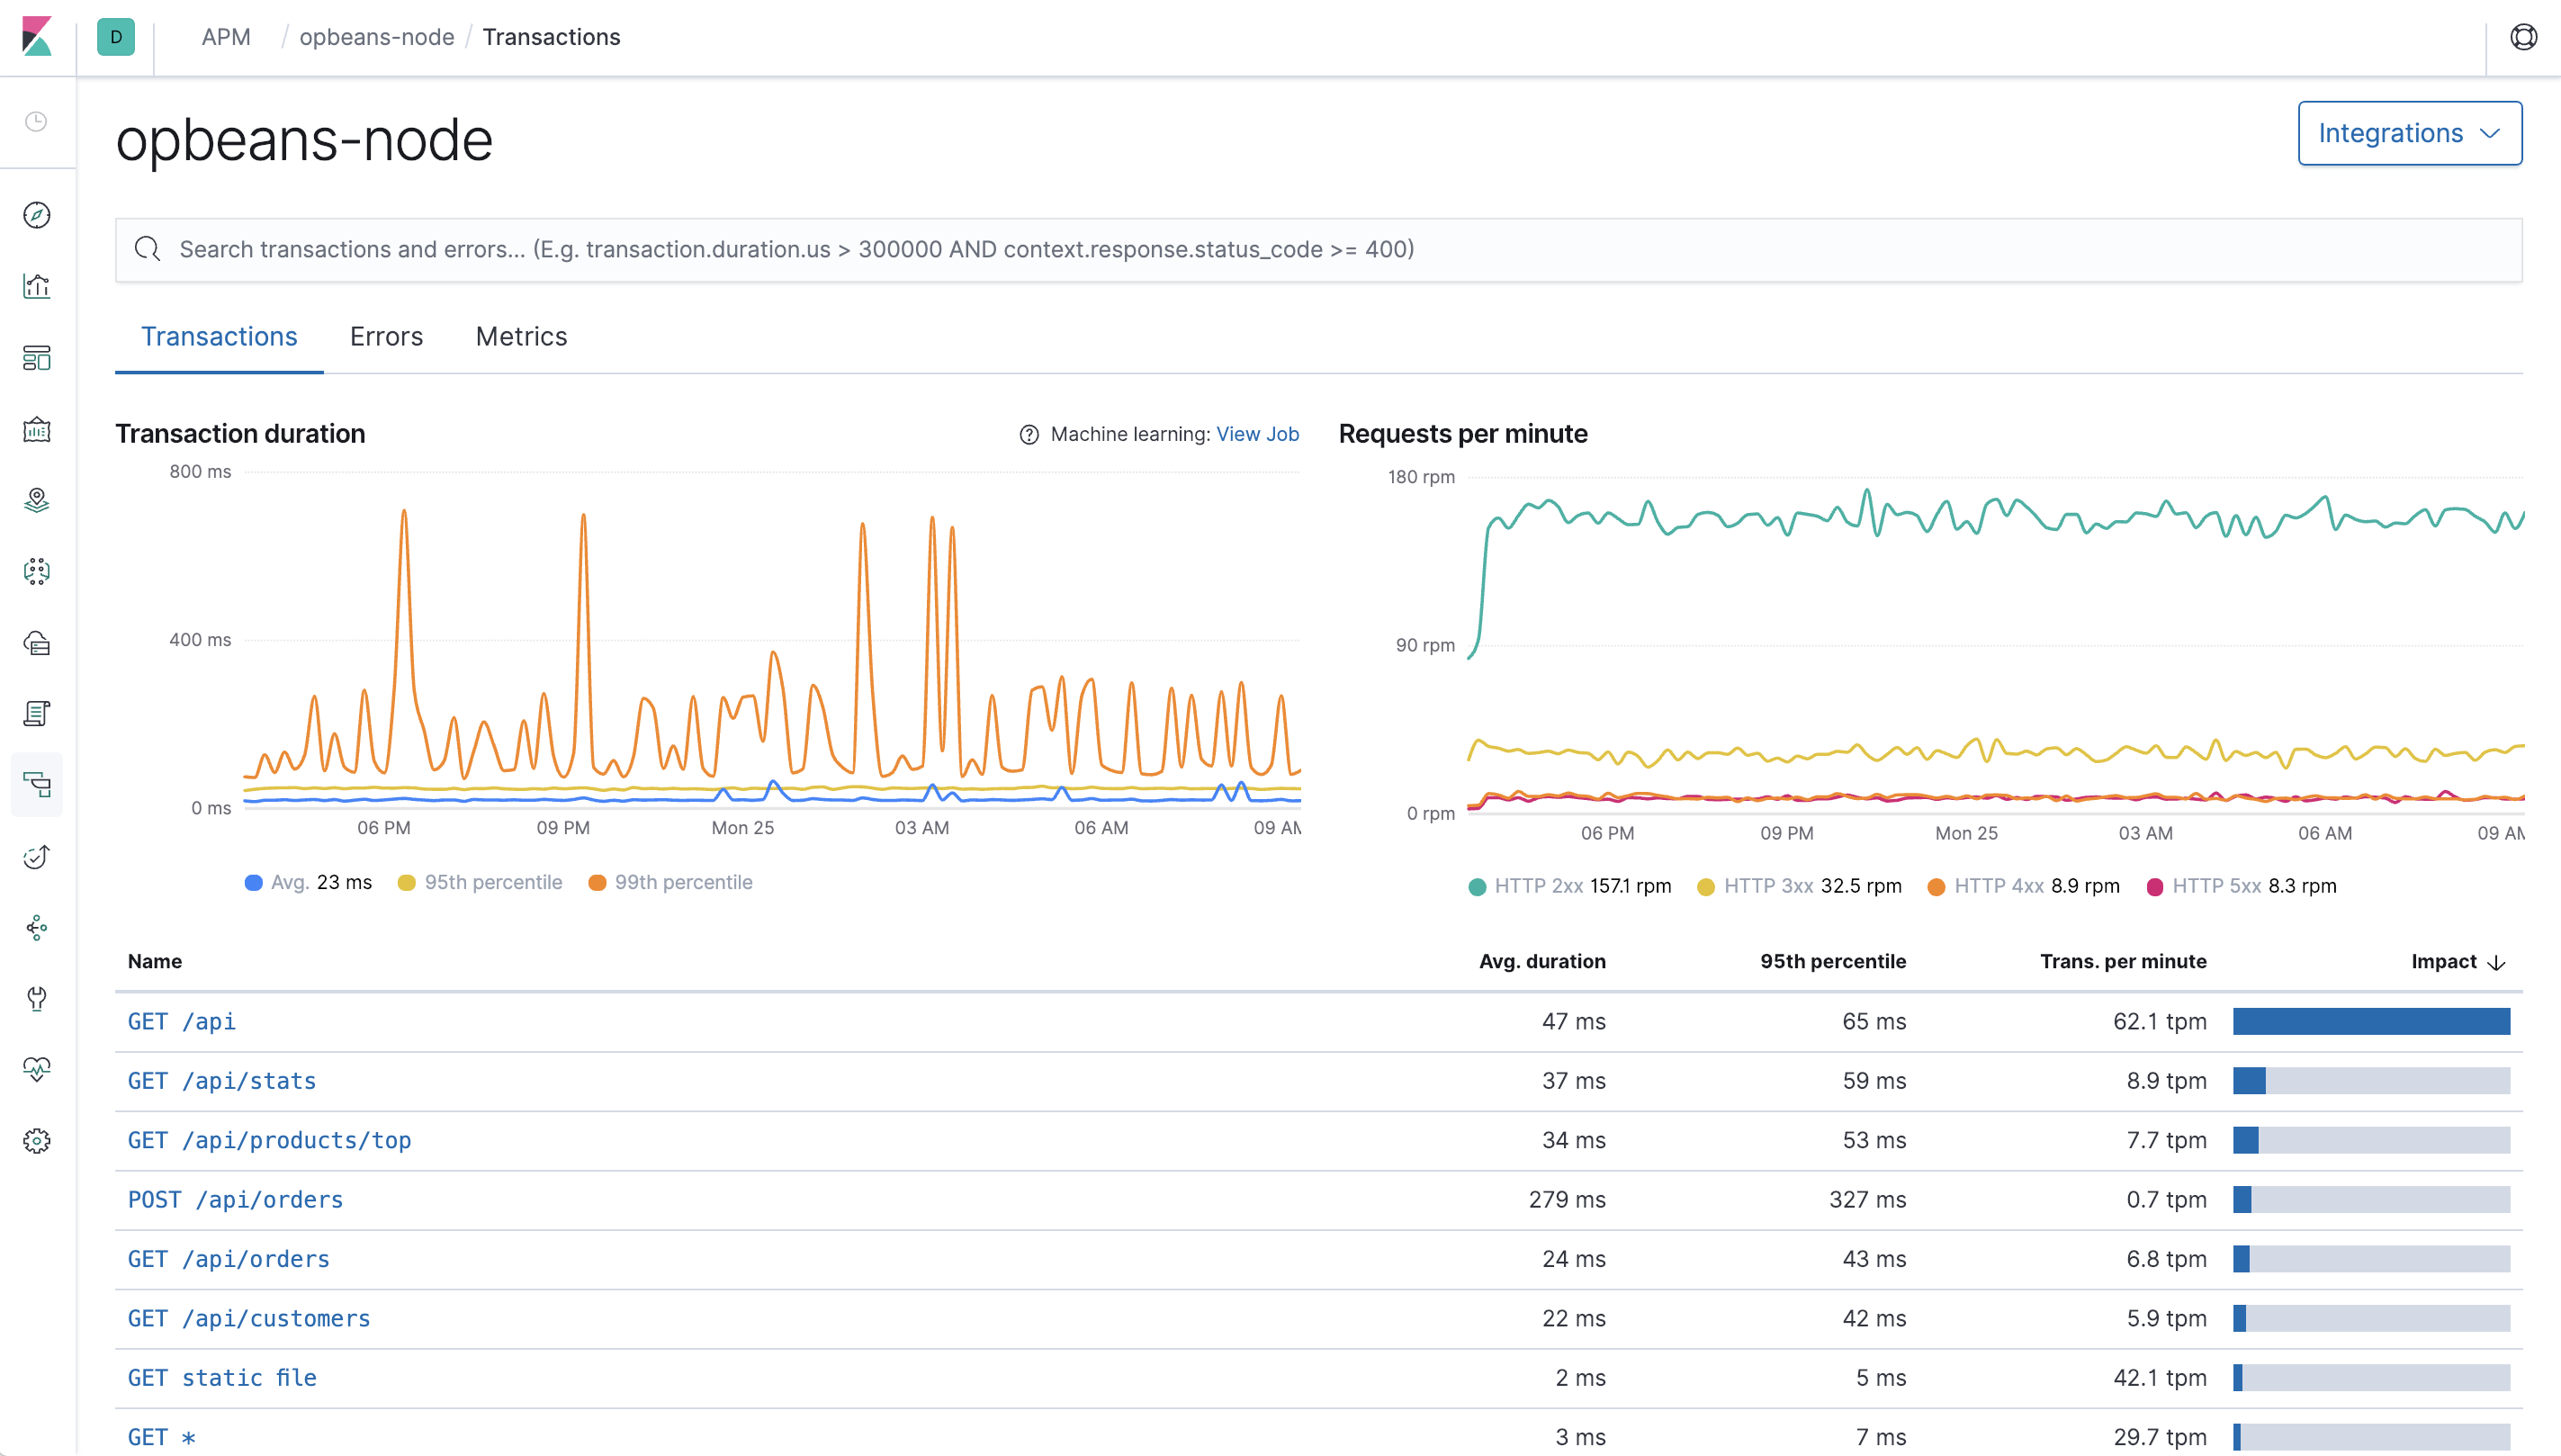 D APM / opbeans-node / Transactions
opbeans-node
Integrations
Search transactions and errors... (E.g. transaction.duration.us > 300000 AND context.response.status_code >= 400)
Transactions Errors Metrics
Transaction duration
Machine learning: View Job
800 ms
400 ms
0 ms
06 PM 09 PM Mon 25 03 AM 06 AM 09 AM
Avg. 23 ms 95th percentile 99th percentile
Requests per minute
180 rpm
90 rpm
0 rpm
06 PM 09 PM Mon 25 03 AM 06 AM 09 AM
HTTP 2xx 157.1 rpm HTTP 3xx 32.5 rpm HTTP 4xx 8.9 rpm HTTP 5xx 8.3 rpm
Name Avg. duration 95th percentile Trans. per minute Impact
GET /api 47 ms 65 ms 62.1 tpm
GET /api/stats 37 ms 59 ms 8.9 tpm
GET /api/products/top 34 ms 53 ms 7.7 tpm
POST /api/orders 279 ms 327 ms 0.7 tpm
GET /api/orders 24 ms 43 ms 6.8 tpm
GET /api/customers 22 ms 42 ms 5.9 tpm
GET static file 2 ms 5 ms 42.1 tpm
GET * 3 ms 7 ms 29.7 tpm